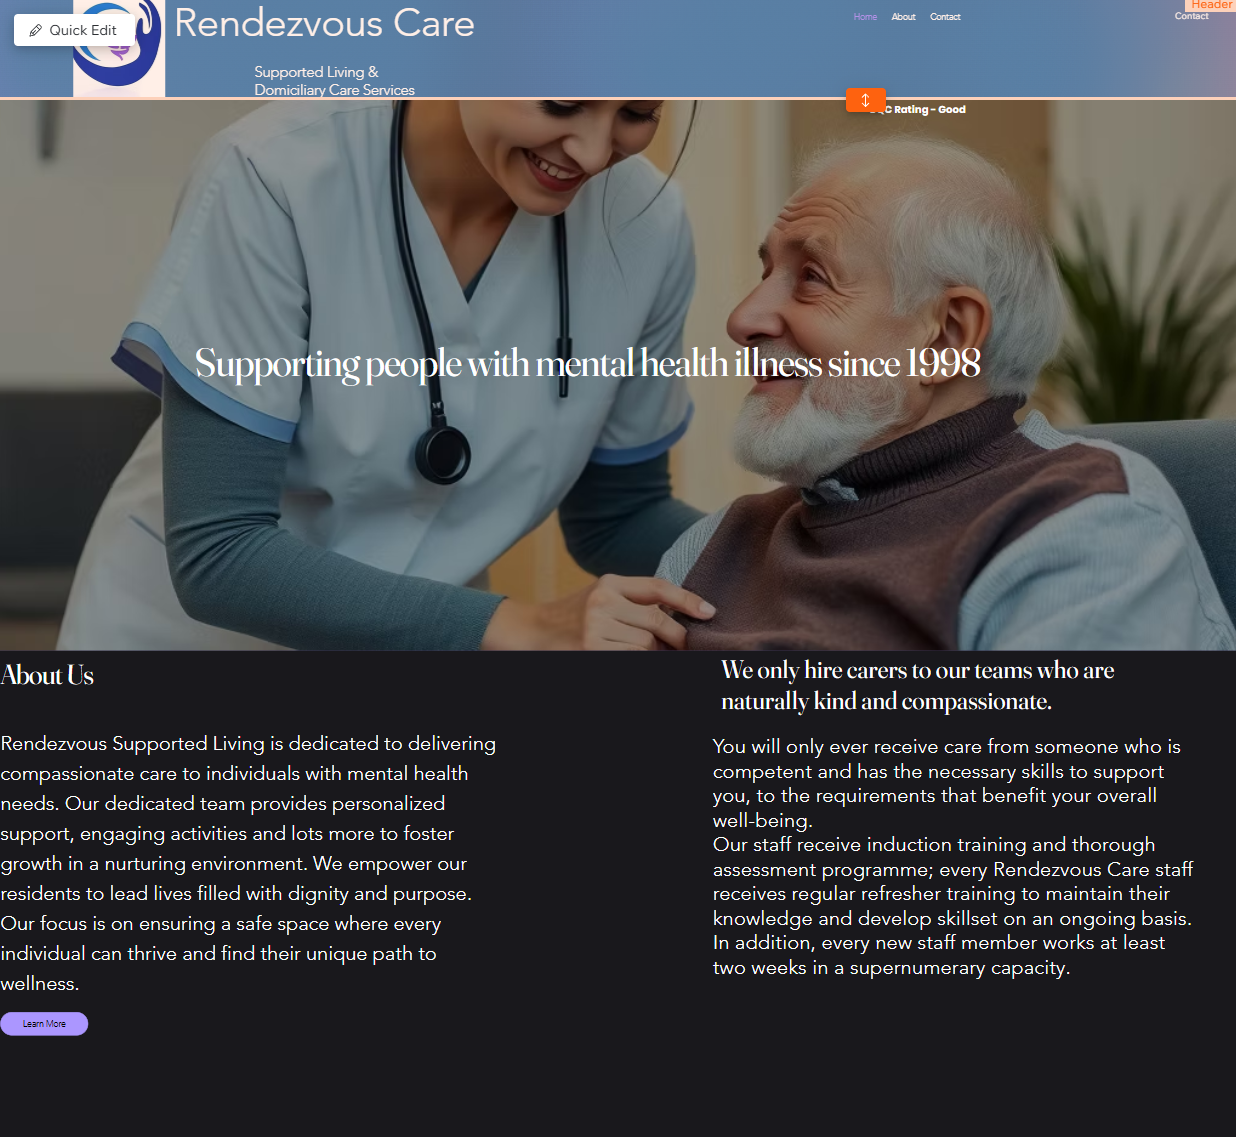 Header
Quick Edit
Rendezvous Care
Home
About
Contact
Contact
Supported Living &
Domiciliary Care Services
Rating - Good
Supporting people with mental health illness since 1998
About Us
Rendezvous Supported Living is dedicated to delivering
compassionate care to individuals with mental health
needs. Our dedicated team provides personalized
support, engaging activities and lots more to foster
growth in a nurturing environment. We empower our
residents to lead lives filled with dignity and purpose.
Our focus is on ensuring a safe space where every
individual can thrive and find their unique path to
wellness.
Learn More
We only hire carers to our teams who are
naturally kind and compassionate.
You will only ever receive care from someone who is
competent and has the necessary skills to support
you, to the requirements that benefit your overall
well-being.
Our staff receive induction training and thorough
assessment programme; every Rendezvous Care staff
receives regular refresher training to maintain their
knowledge and develop skillset on an ongoing basis.
In addition, every new staff member works at least
two weeks in a supernumerary capacity.